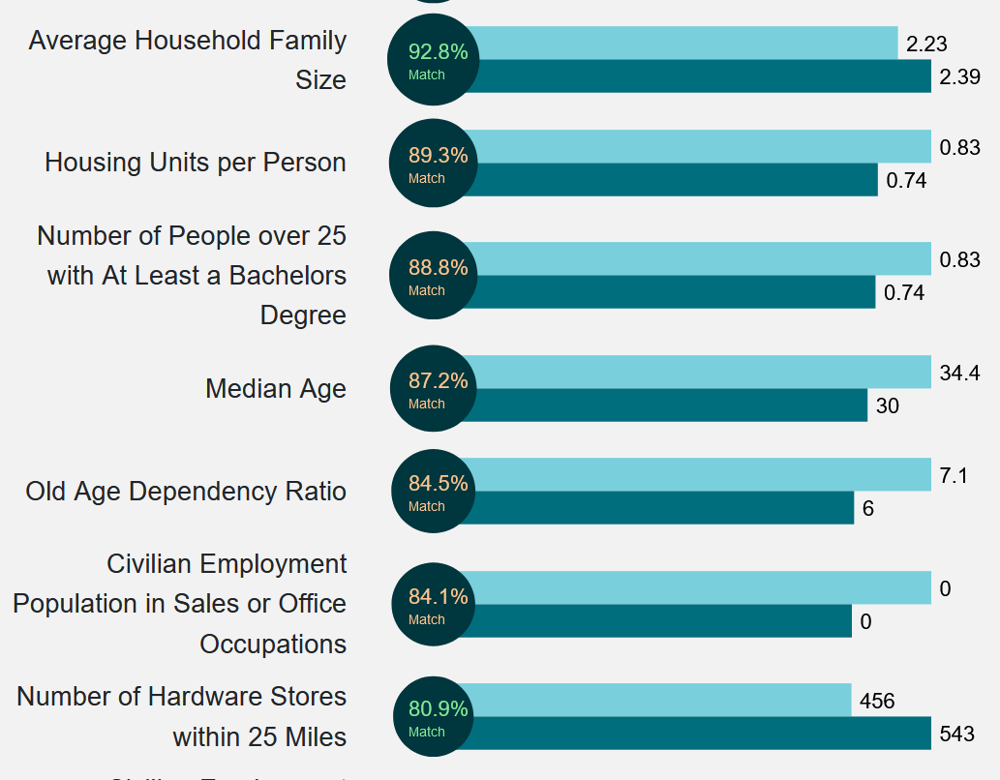 Average Household Family
Size
92.8%
Match
2.23
2.39
Housing Units per Person
89.3%
Match
0.83
0.74
Number of People over 25
with At Least a Bachelors
Degree
88.8%
Match
0.83
0.74
Median Age
87.2%
Match
34.4
30
Old Age Dependency Ratio
84.5%
Match
7.1
6
Civilian Employment
Population in Sales or Office
Occupations
84.1%
Match
0
0
Number of Hardware Stores
within 25 Miles
80.9%
Match
456
543